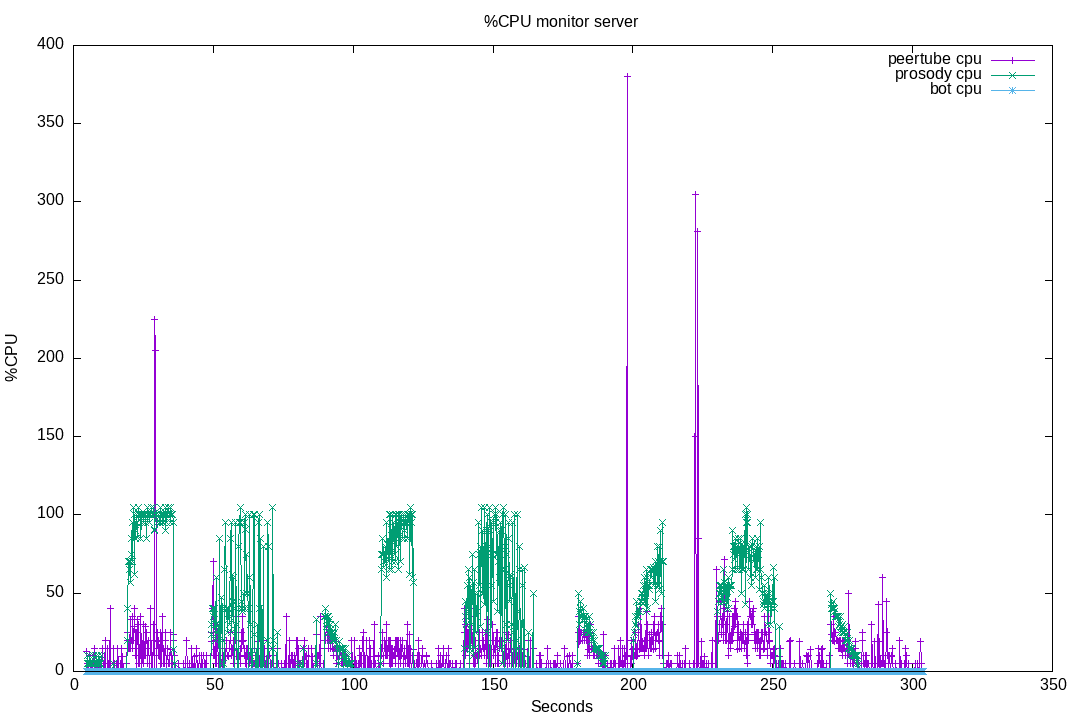 %CPU monitor server
peertube cpu
prosody cpu
bot cpu
400
350
300
250
200
150
100
50
0
%CPU
0 50 100 150 200 250 300 350
Seconds